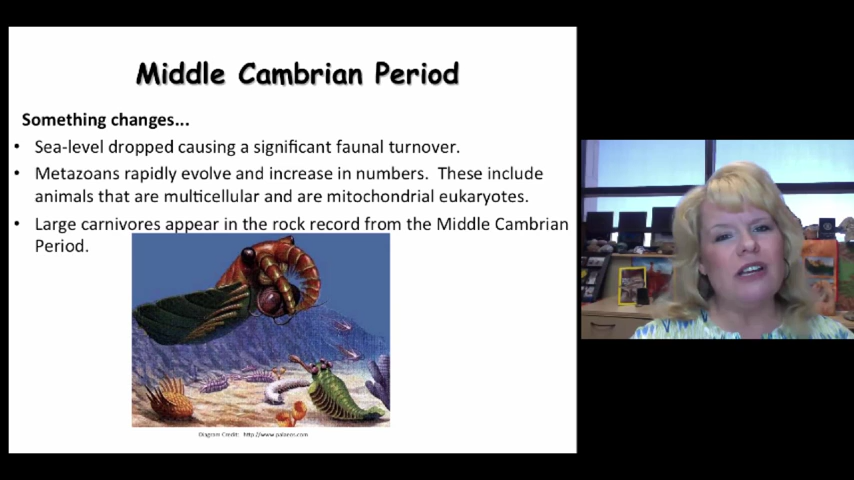 Middle Cambrian Period
Something changes...
• Sea-level dropped causing a significant faunal turnover.
• Metazoans rapidly evolve and increase in numbers. These include
animals that are multicellular and are mitochondrial eukaryotes.
• Large carnivores appear in the rock record from the Middle Cambrian
Period.
Diagram Credit: http://www.palaeos.com